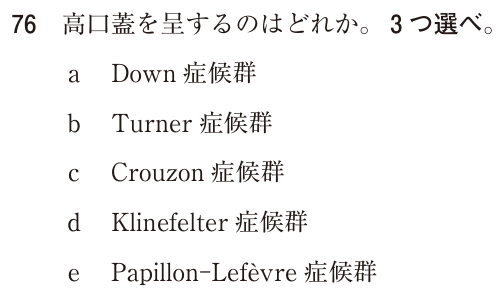 76 高口蓋を呈するのはどれか。3つ選べ。
a Down 症候群
b Turner 症候群
c Crouzon 症候群
d Klinefelter 症候群
e Papillon-Lefèvre 症候群